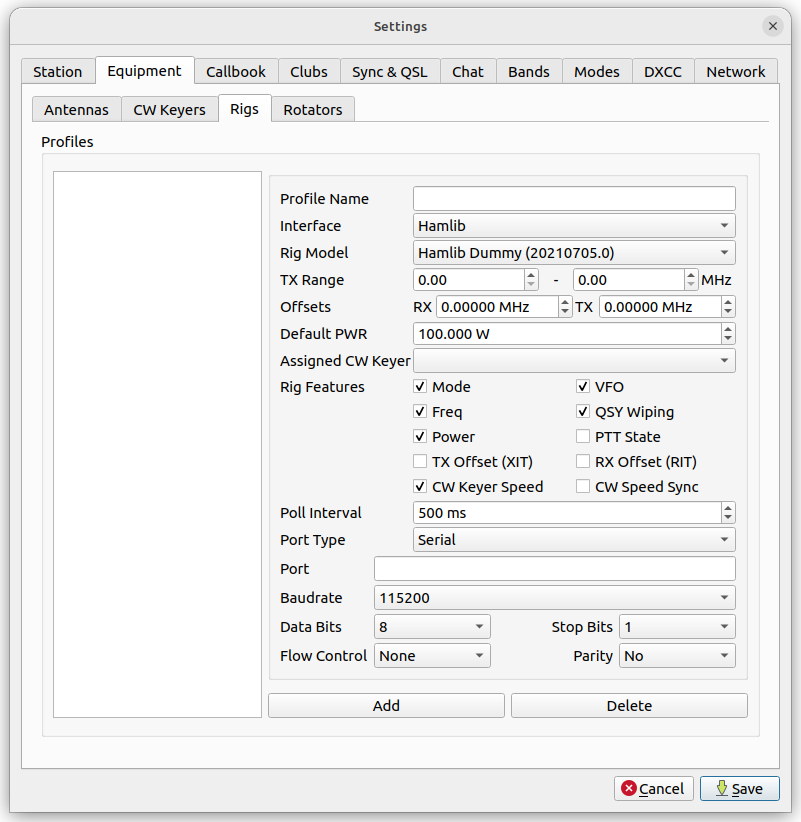 Settings
Station Equipment Callbook Clubs Sync & QSL Chat Bands Modes DXCC Network
Antennas CW Keyers Rigs Rotators
Profiles
Profile Name
Interface Hamlib
Rig Model Hamlib Dummy (20210705.0)
TX Range 0.00 - 0.00 MHz
Offsets RX 0.00000 MHz TX 0.00000 MHz
Default PWR 100.000 W
Assigned CW Keyer
Rig Features Mode VFO
Freq QSY Wiping
Power PTT State
TX Offset (XIT) RX Offset (RIT)
CW Keyer Speed CW Speed Sync
Poll Interval 500 ms
Port Type Serial
Port
Baudrate 115200
Data Bits 8 Stop Bits 1
Flow Control None Parity No
Add Delete
Cancel Save